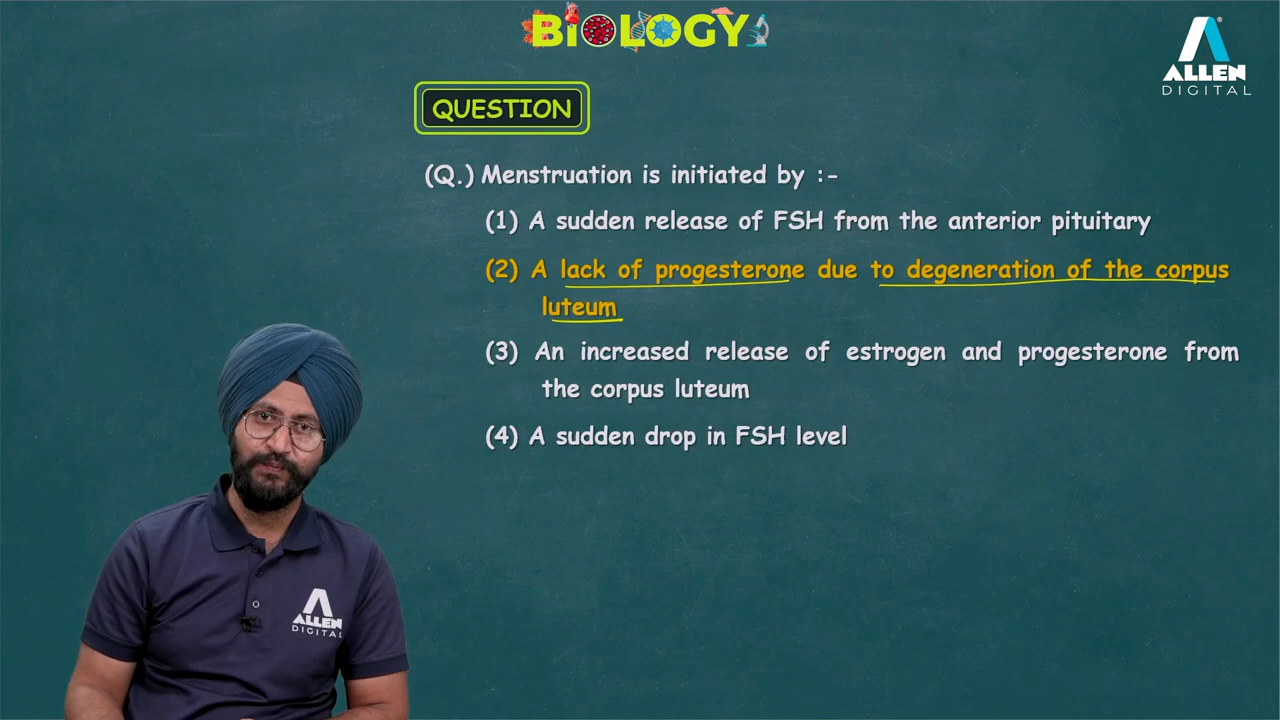 BIOLOGY
ALLEN
DIGITAL
QUESTION
(Q.) Menstruation is initiated by :-
(1) A sudden release of FSH from the anterior pituitary
(2) A lack of progesterone due to degeneration of the corpus
luteum
(3) An increased release of estrogen and progesterone from
the corpus luteum
(4) A sudden drop in FSH level
ALLEN
DIGITAL